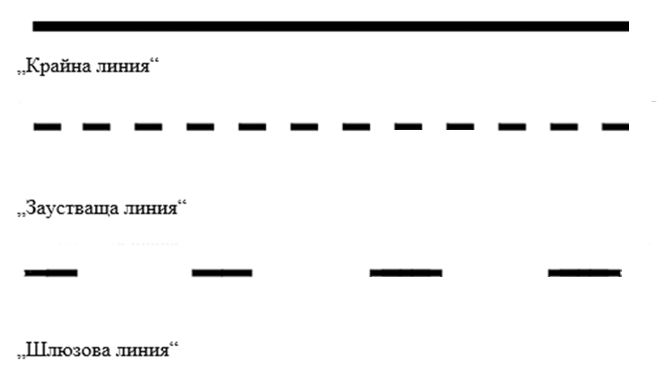 „Крайна линия“
„Заустваща линия“
„Шлюзова линия“